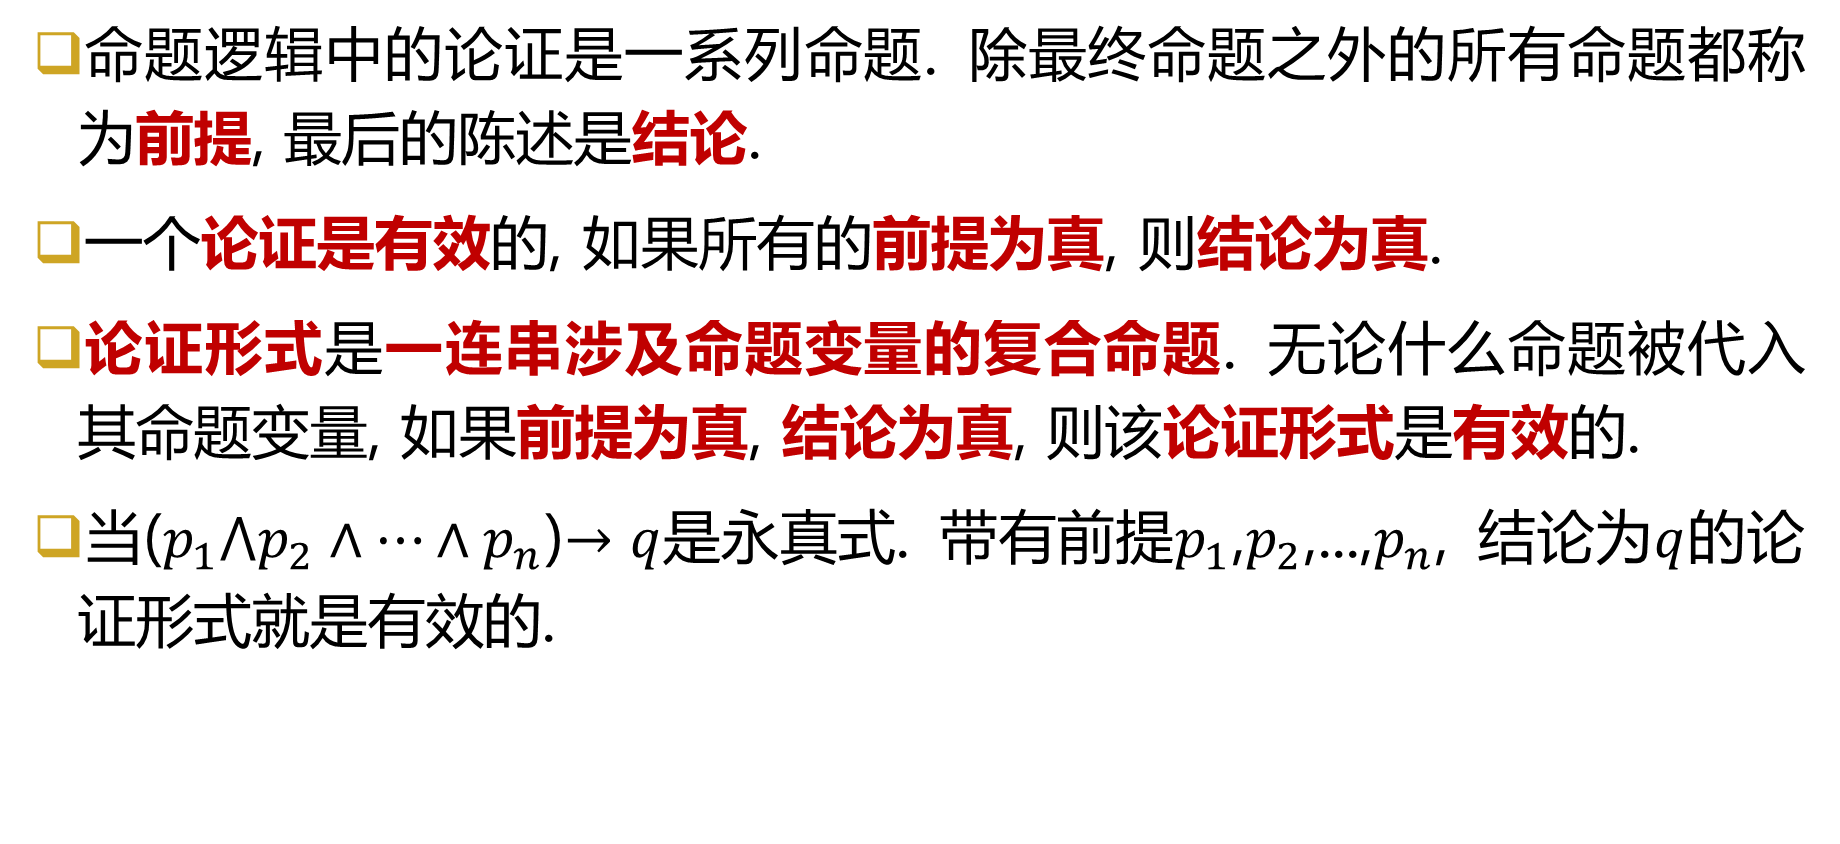 ❑命题逻辑中的论证是一系列命题. 除最终命题之外的所有命题都称
为前提, 最后的陈述是结论.
❑一个论证是有效的, 如果所有的前提为真, 则结论为真.
❑论证形式是一连串涉及命题变量的复合命题. 无论什么命题被代入
其命题变量, 如果前提为真, 结论为真, 则该论证形式是有效的.
❑当(𝑝₁⋀𝑝₂ ∧ ⋯ ∧ 𝑝ₙ)→ 𝑞是永真式. 带有前提𝑝₁,𝑝₂,...,𝑝ₙ, 结论为𝑞的论
证形式就是有效的.